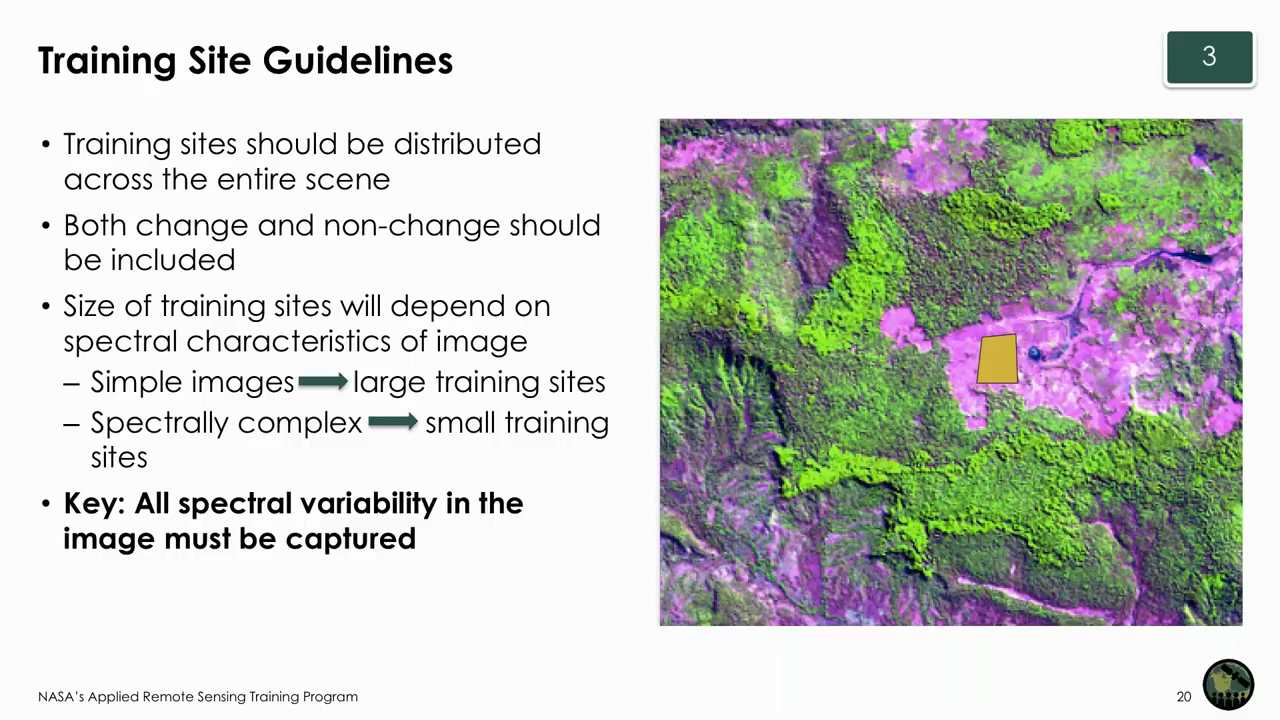 Training Site Guidelines
3
• Training sites should be distributed
across the entire scene
• Both change and non-change should
be included
• Size of training sites will depend on
spectral characteristics of image
– Simple images large training sites
– Spectrally complex small training
sites
• Key: All spectral variability in the
image must be captured
NASA's Applied Remote Sensing Training Program
20